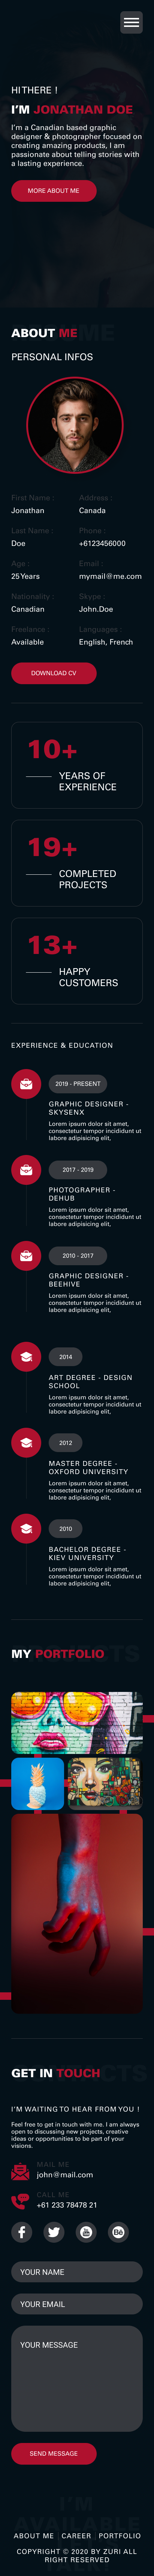 HI THERE !
I'M JONATHAN DOE
I'm a Canadian based graphic
designer & photographer focused on
creating amazing products, I am
passionate about telling stories with
a lasting experience.
MORE ABOUT ME
ABOUT ME
ME
PERSONAL INFOS
First Name :
Jonathan
Address :
Canada
Last Name :
Doe
Phone :
+6123456000
Age :
25 Years
Email :
mymail@me.com
Nationality :
Canadian
Skype :
John.Doe
Freelance :
Available
Languages :
English, French
DOWNLOAD CV
10+
YEARS OF
EXPERIENCE
19+
COMPLETED
PROJECTS
13+
HAPPY
CUSTOMERS
EXPERIENCE & EDUCATION
2019 - PRESENT
GRAPHIC DESIGNER -
SKYSENX
Lorem ipsum dolor sit amet,
consectetur tempor incididunt ut
labore adipisicing elit,
2017 - 2019
PHOTOGRAPHER -
DEHUB
Lorem ipsum dolor sit amet,
consectetur tempor incididunt ut
labore adipisicing elit,
2010 - 2017
GRAPHIC DESIGNER -
BEEHIVE
Lorem ipsum dolor sit amet,
consectetur tempor incididunt ut
labore adipisicing elit,
2014
ART DEGREE - DESIGN
SCHOOL
Lorem ipsum dolor sit amet,
consectetur tempor incididunt ut
labore adipisicing elit,
2012
MASTER DEGREE -
OXFORD UNIVERSITY
Lorem ipsum dolor sit amet,
consectetur tempor incididunt ut
labore adipisicing elit,
2010
BACHELOR DEGREE -
KIEV UNIVERSITY
Lorem ipsum dolor sit amet,
consectetur tempor incididunt ut
labore adipisicing elit,
MY PORTFOLIO
GET IN TOUCH
I'M WAITING TO HEAR FROM YOU !
Feel free to get in touch with me. I am always
open to discussing new projects, creative
ideas or opportunities to be part of your
visions.
MAIL ME
john@mail.com
CALL ME
+61 233 78478 21
YOUR NAME
YOUR EMAIL
YOUR MESSAGE
SEND MESSAGE
I'M
AVAILABLE
ABOUT ME CAREER PORTFOLIO
COPYRIGHT © 2020 BY ZURI ALL
RIGHT RESERVED